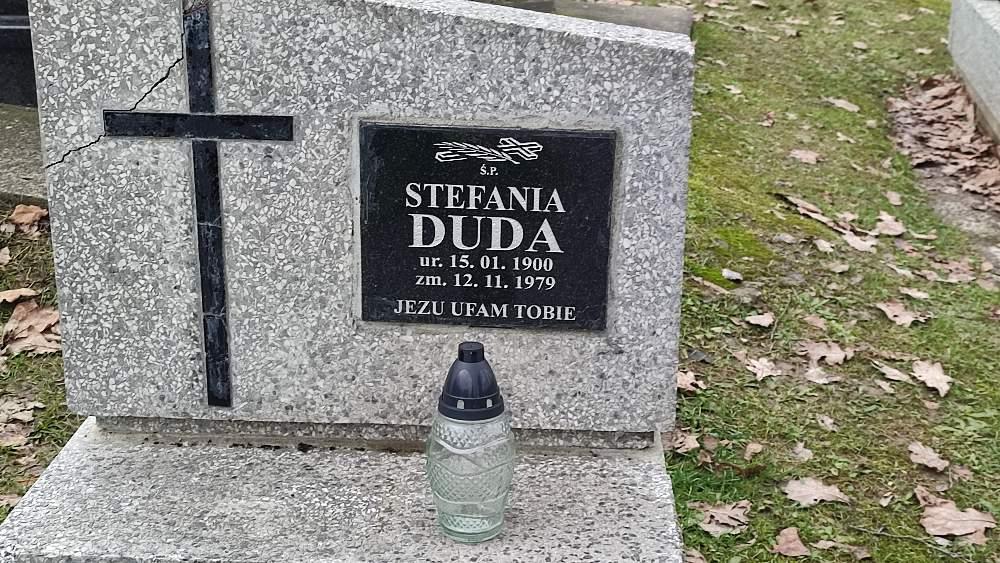 Ś.P.
STEFANIA
DUDA
ur. 15. 01. 1900
zm. 12. 11. 1979
JEZU UFAM TOBIE